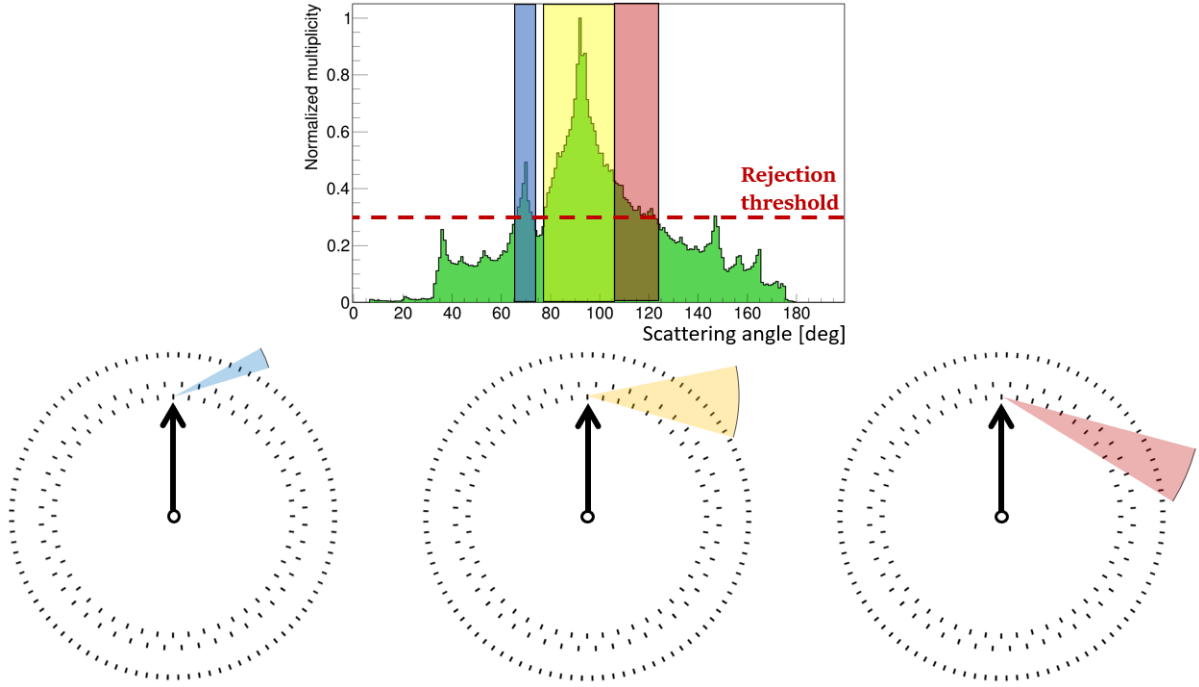 Normalized multiplicity
1
0.8
0.6
0.4
0.2
0
Rejection
threshold
0 20 40 60 80 100 120 140 160 180
Scattering angle [deg]